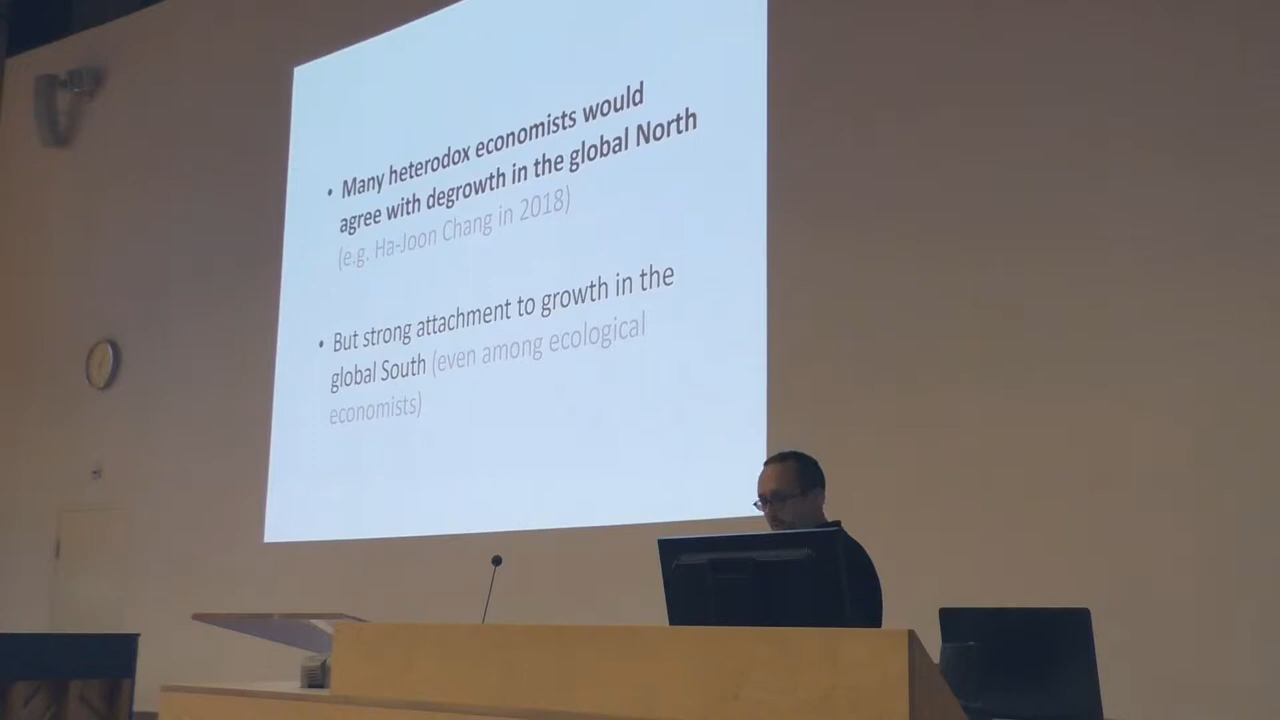 • Many heterodox economists would
agree with degrowth in the global North
(e.g. Ha-Joon Chang in 2018)
• But strong attachment to growth in the
global South (even among ecological
economists)